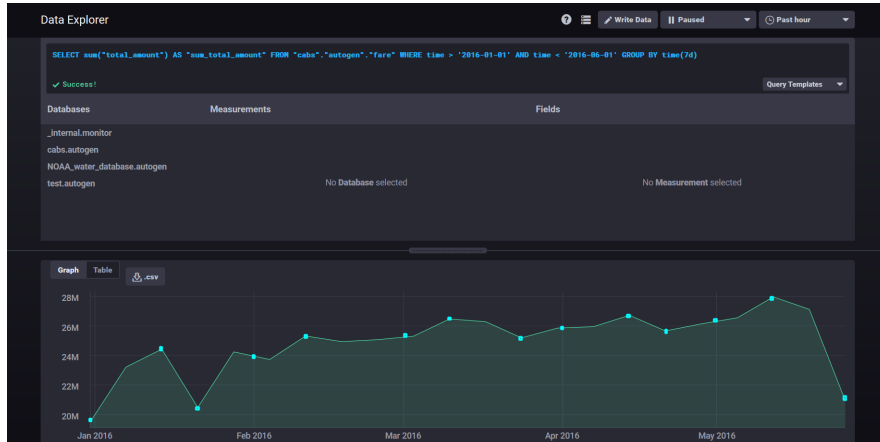 Data Explorer
Write Data
Paused
Past hour
SELECT sum("total_amount") AS "sum_total_amount" FROM "cabs"."autogen"."fare" WHERE time > '2016-01-01' AND time < '2016-06-01' GROUP BY time(7d)
Success!
Query Templates
Databases Measurements Fields
_internal.monitor
cabs.autogen
NOAA_water_database.autogen
test.autogen
No Database selected
No Measurement selected
Graph Table .csv
28M
26M
24M
22M
20M
Jan 2016 Feb 2016 Mar 2016 Apr 2016 May 2016